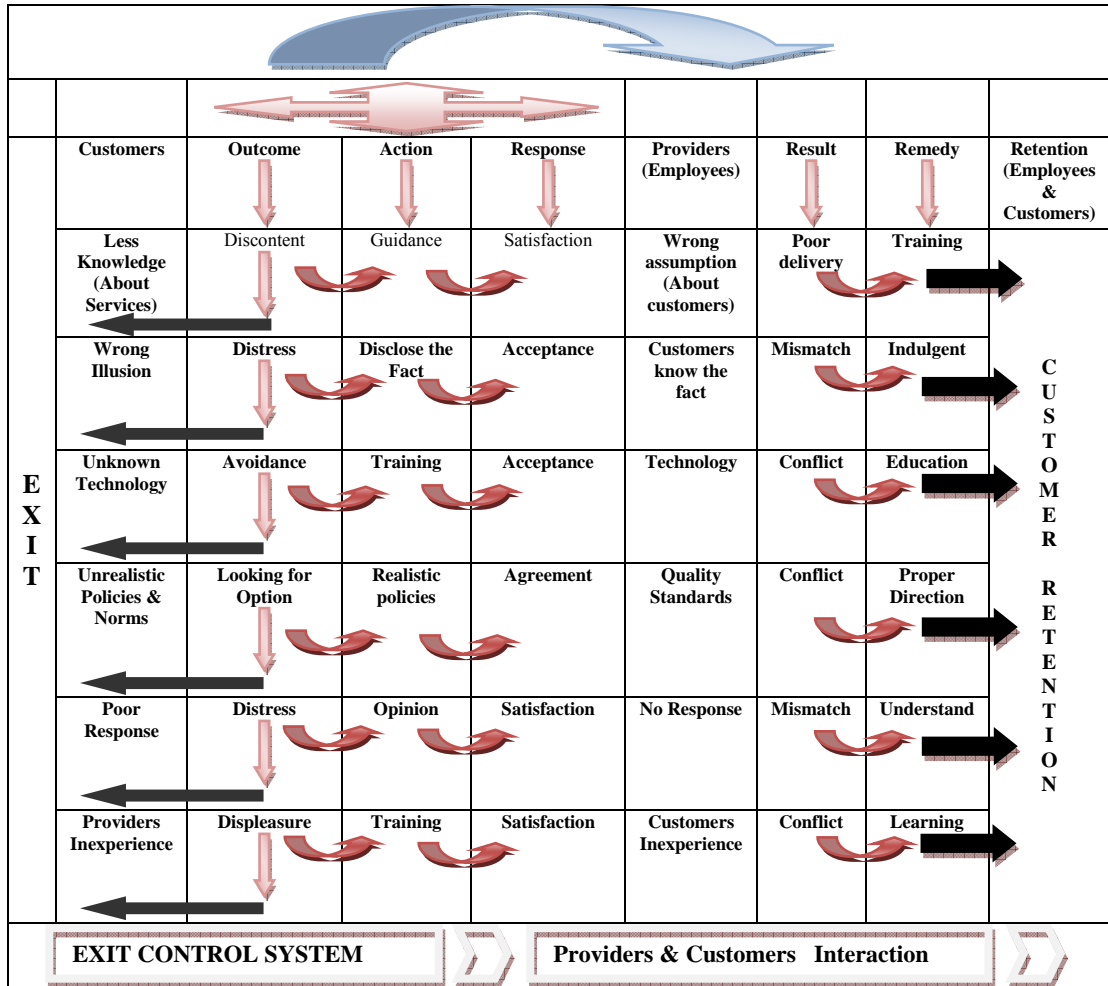 Customers
Outcome
Action
Response
Providers
(Employees)
Result
Remedy
Retention
(Employees
&
Customers)
Less
Knowledge
(About
Services)
Discontent
Guidance
Satisfaction
Wrong
assumption
(About
customers)
Poor
delivery
Training
Wrong
Illusion
Distress
Disclose the
Fact
Acceptance
Customers
know the
fact
Mismatch
Indulgent
Unknown
Technology
Avoidance
Training
Acceptance
Technology
Conflict
Education
Unrealistic
Policies &
Norms
Looking for
Option
Realistic
policies
Agreement
Quality
Standards
Conflict
Proper
Direction
Poor
Response
Distress
Opinion
Satisfaction
No Response
Mismatch
Understand
Providers
Inexperience
Displeasure
Training
Satisfaction
Customers
Inexperience
Conflict
Learning
EXIT
CUSTOMER RETENTION
EXIT CONTROL SYSTEM
Providers & Customers Interaction